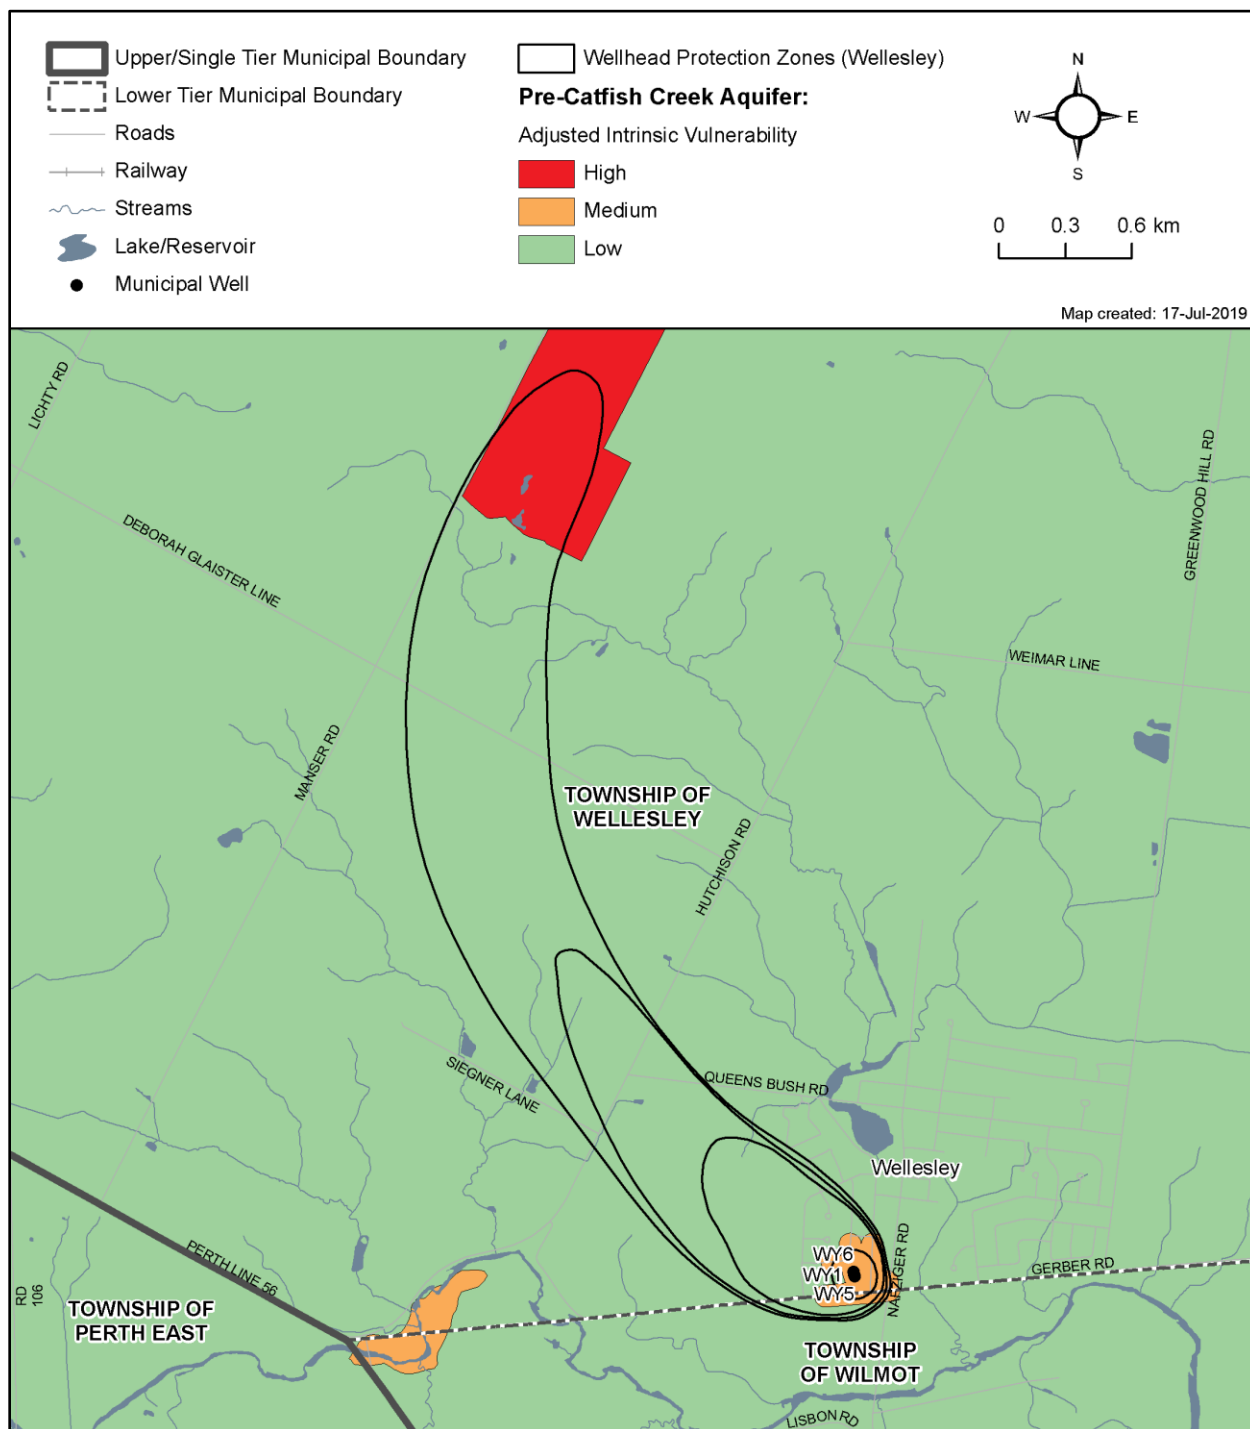 Upper/Single Tier Municipal Boundary
Lower Tier Municipal Boundary
Roads
Railway
Streams
Lake/Reservoir
Municipal Well
Wellhead Protection Zones (Wellesley)
Pre-Catfish Creek Aquifer:
Adjusted Intrinsic Vulnerability
High
Medium
Low
N
W
E
S
0 0.3 0.6 km
Map created: 17-Jul-2019
LICHTY RD
DEBORAH GLAISTER LINE
GREENWOOD HILL RD
WEIMAR LINE
MANSER RD
TOWNSHIP OF
WELLESLEY
HUTCHISON RD
SIEGNER LANE
QUEENS BUSH RD
Wellesley
WY6
WY1
WY5
NAFZIGER RD
GERBER RD
PERTH LINE 56
RD
106
TOWNSHIP OF
PERTH EAST
TOWNSHIP
OF WILMOT
LISBON RD